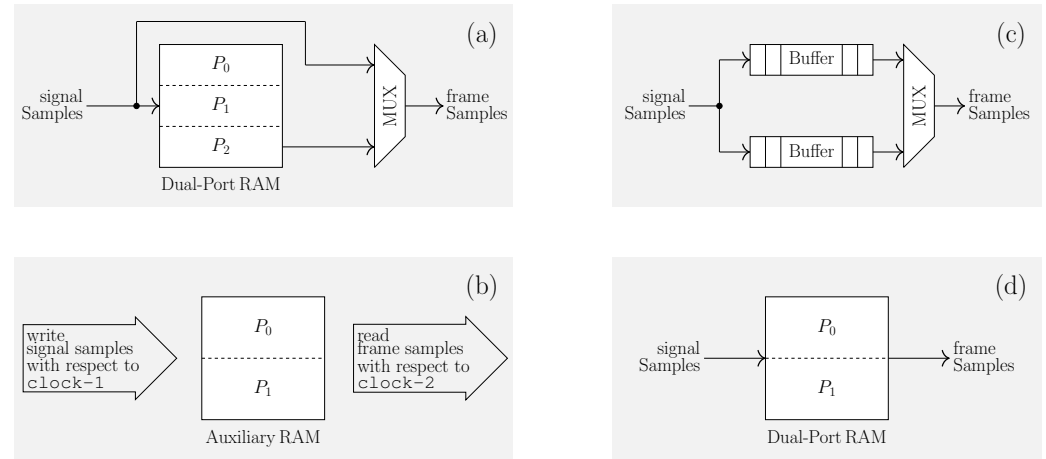 (a)
signal
Samples
P0
P1
P2
MUX
frame
Samples
Dual-Port RAM
(c)
signal
Samples
Buffer
Buffer
MUX
frame
Samples
(b)
write
signal samples
with respect to
clock-1
P0
P1
read
frame samples
with respect to
clock-2
Auxiliary RAM
(d)
signal
Samples
P0
P1
frame
Samples
Dual-Port RAM